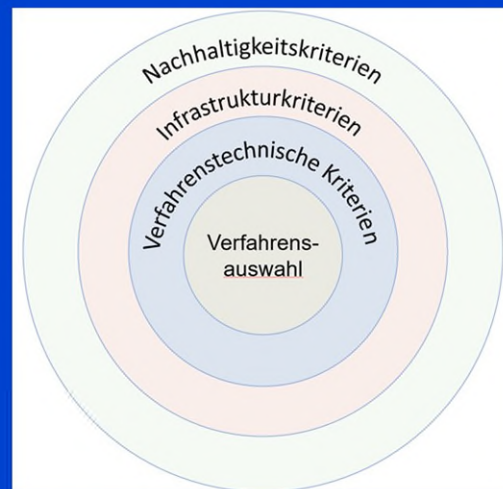 Nachhaltigkeitskriterien
Infrastrukturkriterien
Verfahrenstechnische Kriterien
Verfahrens-
auswahl